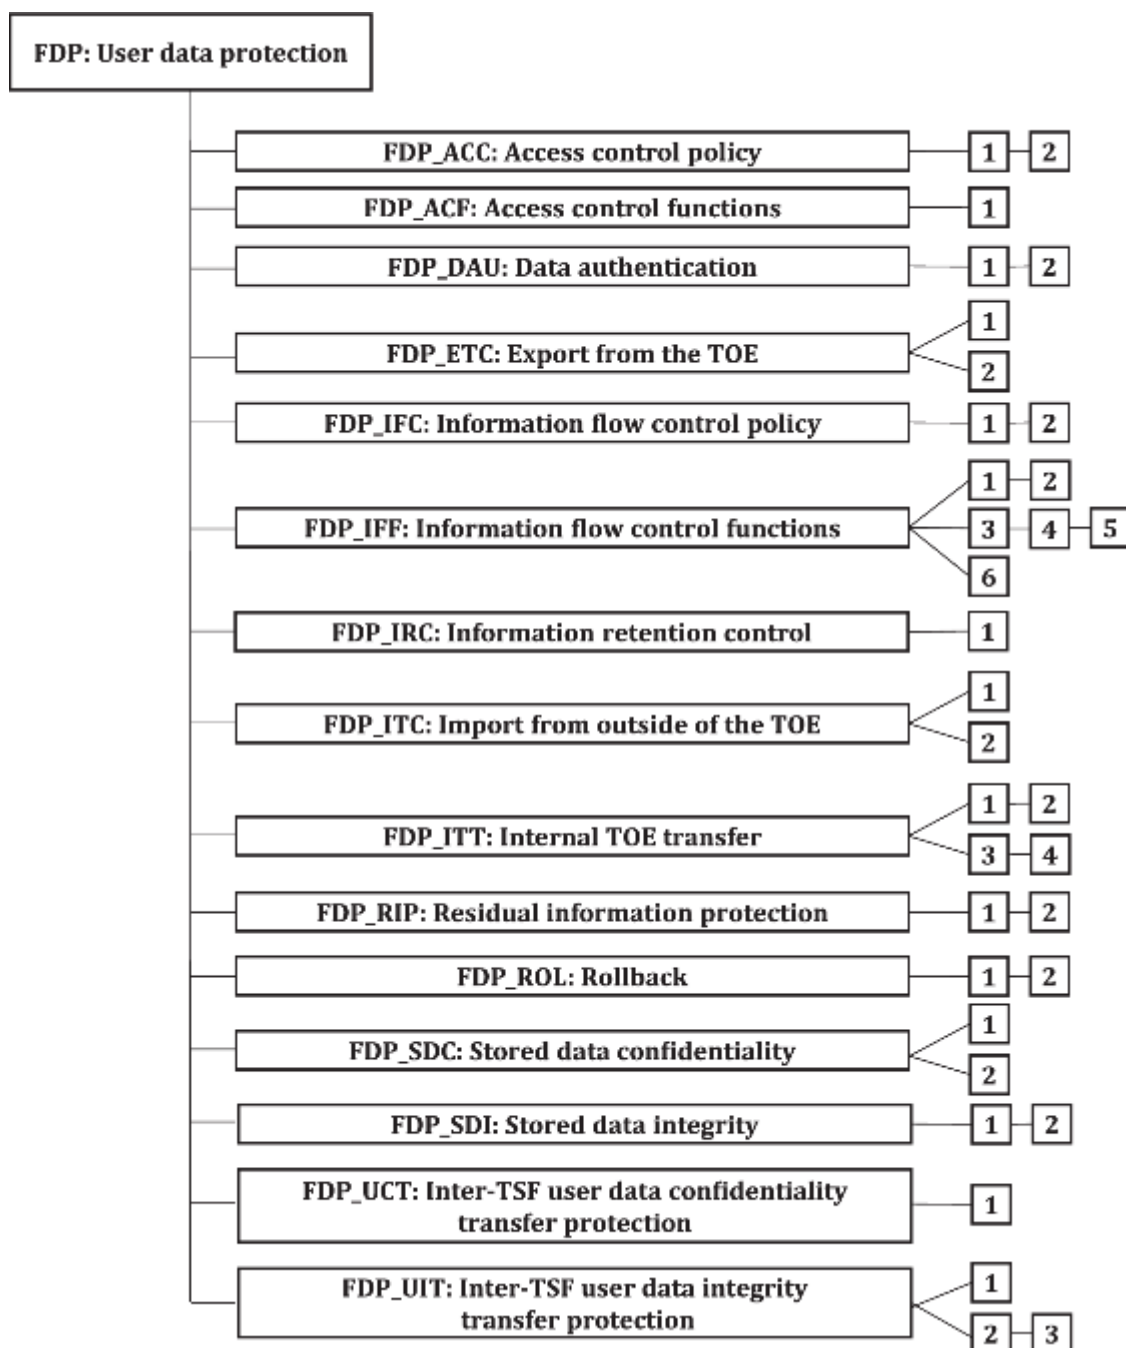 FDP: User data protection
FDP_ACC: Access control policy 1 2
FDP_ACF: Access control functions 1
FDP_DAU: Data authentication 1 2
1
FDP_ETC: Export from the TOE
2
FDP_IFC: Information flow control policy 1 2
1 2
FDP_IFF: Information flow control functions 3 4 5
6
FDP_IRC: Information retention control 1
1
FDP_ITC: Import from outside of the TOE
2
1 2
FDP_ITT: Internal TOE transfer
3 4
FDP_RIP: Residual information protection 1 2
FDP_ROL: Rollback 1 2
1
FDP_SDC: Stored data confidentiality
2
FDP_SDI: Stored data integrity 1 2
FDP_UCT: Inter-TSF user data confidentiality
transfer protection
1
FDP_UIT: Inter-TSF user data integrity
transfer protection
1
2 3